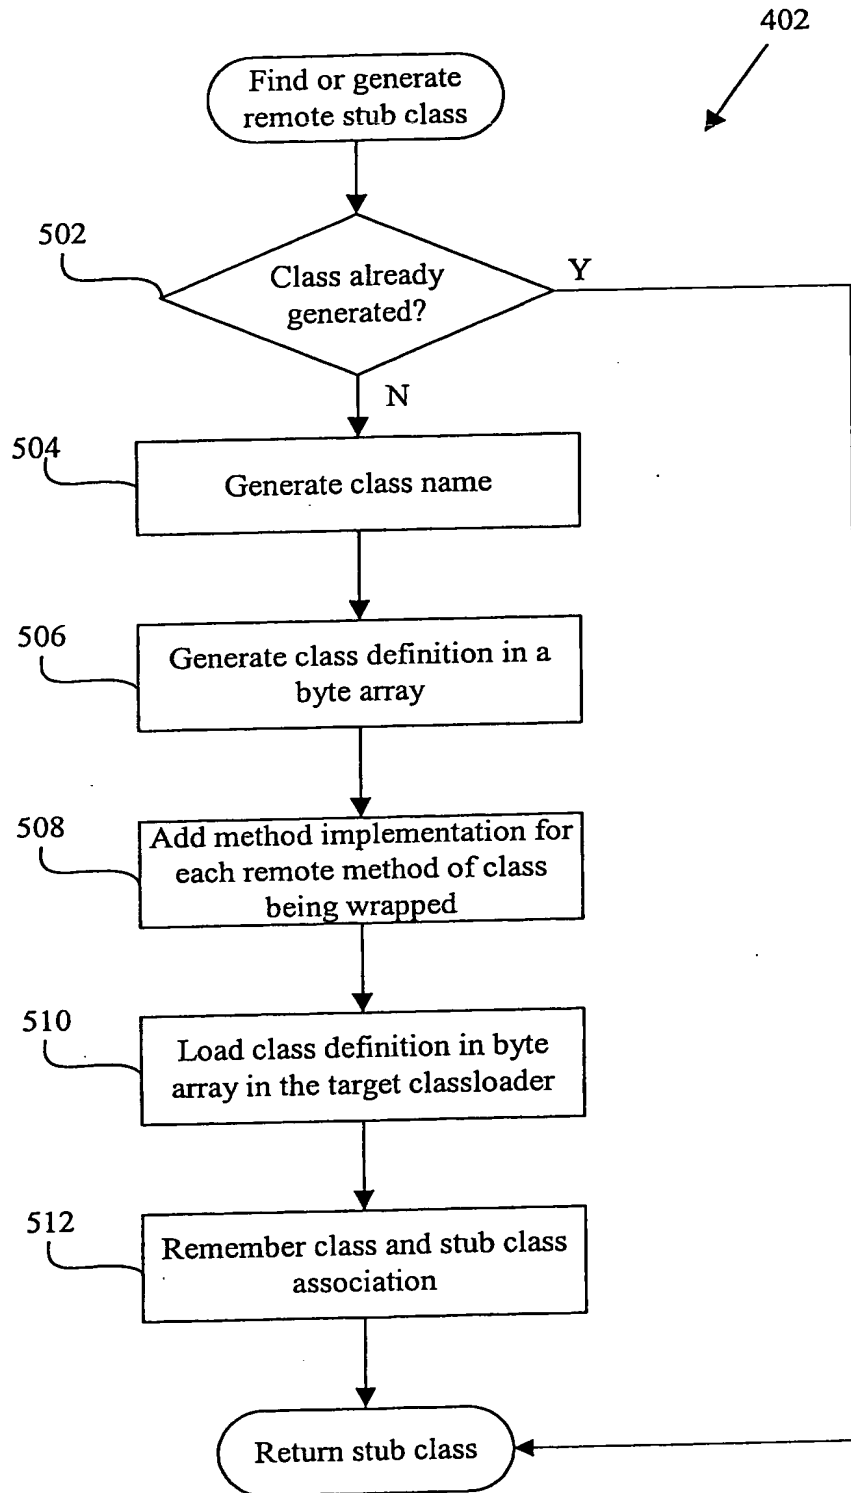 402
Find or generate
remote stub class
502
Class already
generated?
Y
N
504
Generate class name
506
Generate class definition in a
byte array
508
Add method implementation for
each remote method of class
being wrapped
510
Load class definition in byte
array in the target classloader
512
Remember class and stub class
association
Return stub class